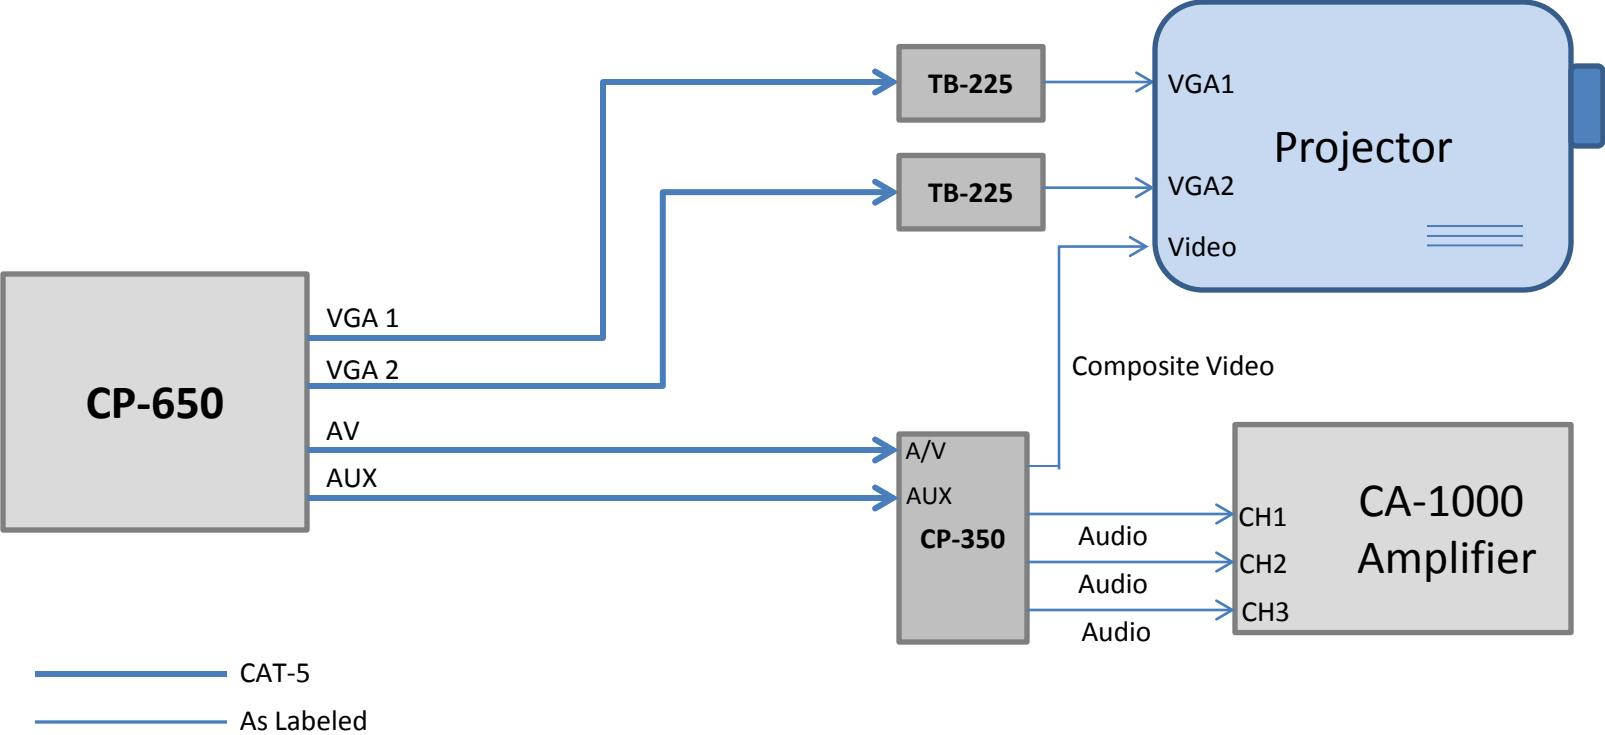 TB-225
VGA1
Projector
TB-225
VGA2
Video
VGA 1
VGA 2
CP-650
AV
AUX
Composite Video
A/V
AUX
CP-350
Audio
Audio
Audio
CH1
CH2
CH3
CA-1000
Amplifier
CAT-5
As Labeled